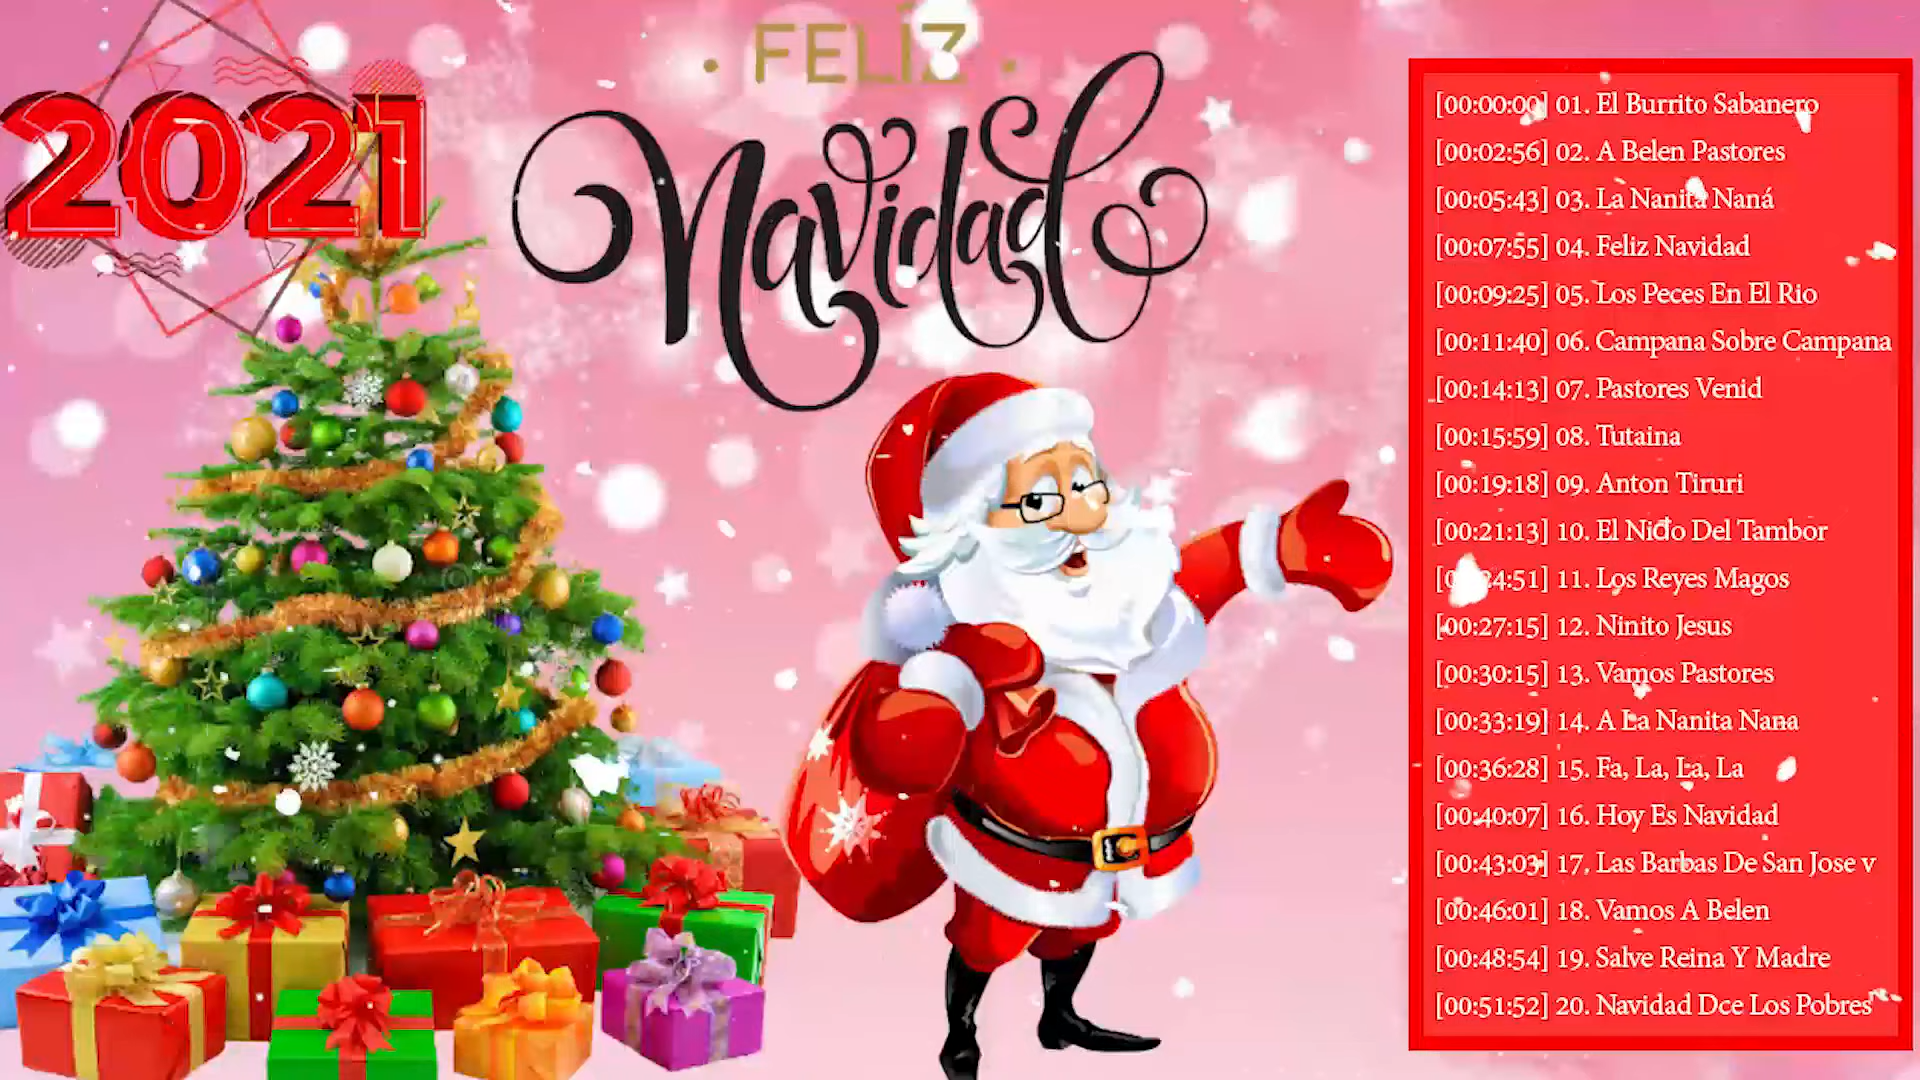 2021
· FELÍZ ·
Navidad
[00:00:00] 01. El Burrito Sabanero
[00:02:56] 02. A Belen Pastores
[00:05:43] 03. La Nanita Naná
[00:07:55] 04. Feliz Navidad
[00:09:25] 05. Los Peces En El Rio
[00:11:40] 06. Campana Sobre Campana
[00:14:13] 07. Pastores Venid
[00:15:59] 08. Tutaina
[00:19:18] 09. Anton Tiruri
[00:21:13] 10. El Nido Del Tambor
[00:24:51] 11. Los Reyes Magos
[00:27:15] 12. Ninito Jesus
[00:30:15] 13. Vamos Pastores
[00:33:19] 14. A La Nanita Nana
[00:36:28] 15. Fa, La, La, La
[00:40:07] 16. Hoy Es Navidad
[00:43:03] 17. Las Barbas De San Jose v
[00:46:01] 18. Vamos A Belen
[00:48:54] 19. Salve Reina Y Madre
[00:51:52] 20. Navidad Dce Los Pobres